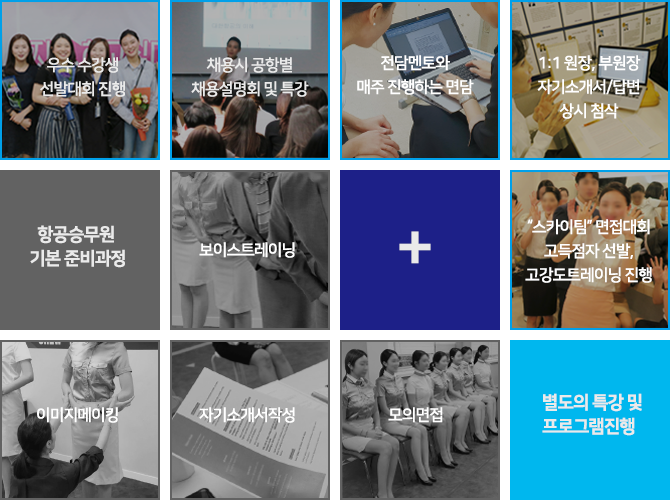 우수 수강생
선발대회 진행
채용시 공항별
채용설명회 및 특강
전담멘토와
매주 진행하는 면담
1:1 원장, 부원장
자기소개서/답변
상시 첨삭
항공승무원
기본 준비과정
보이스트레이닝
+
“스카이팀” 면접대회
고득점자 선발,
고강도트레이닝 진행
이미지메이킹
자기소개서작성
모의면접
별도의 특강 및
프로그램진행